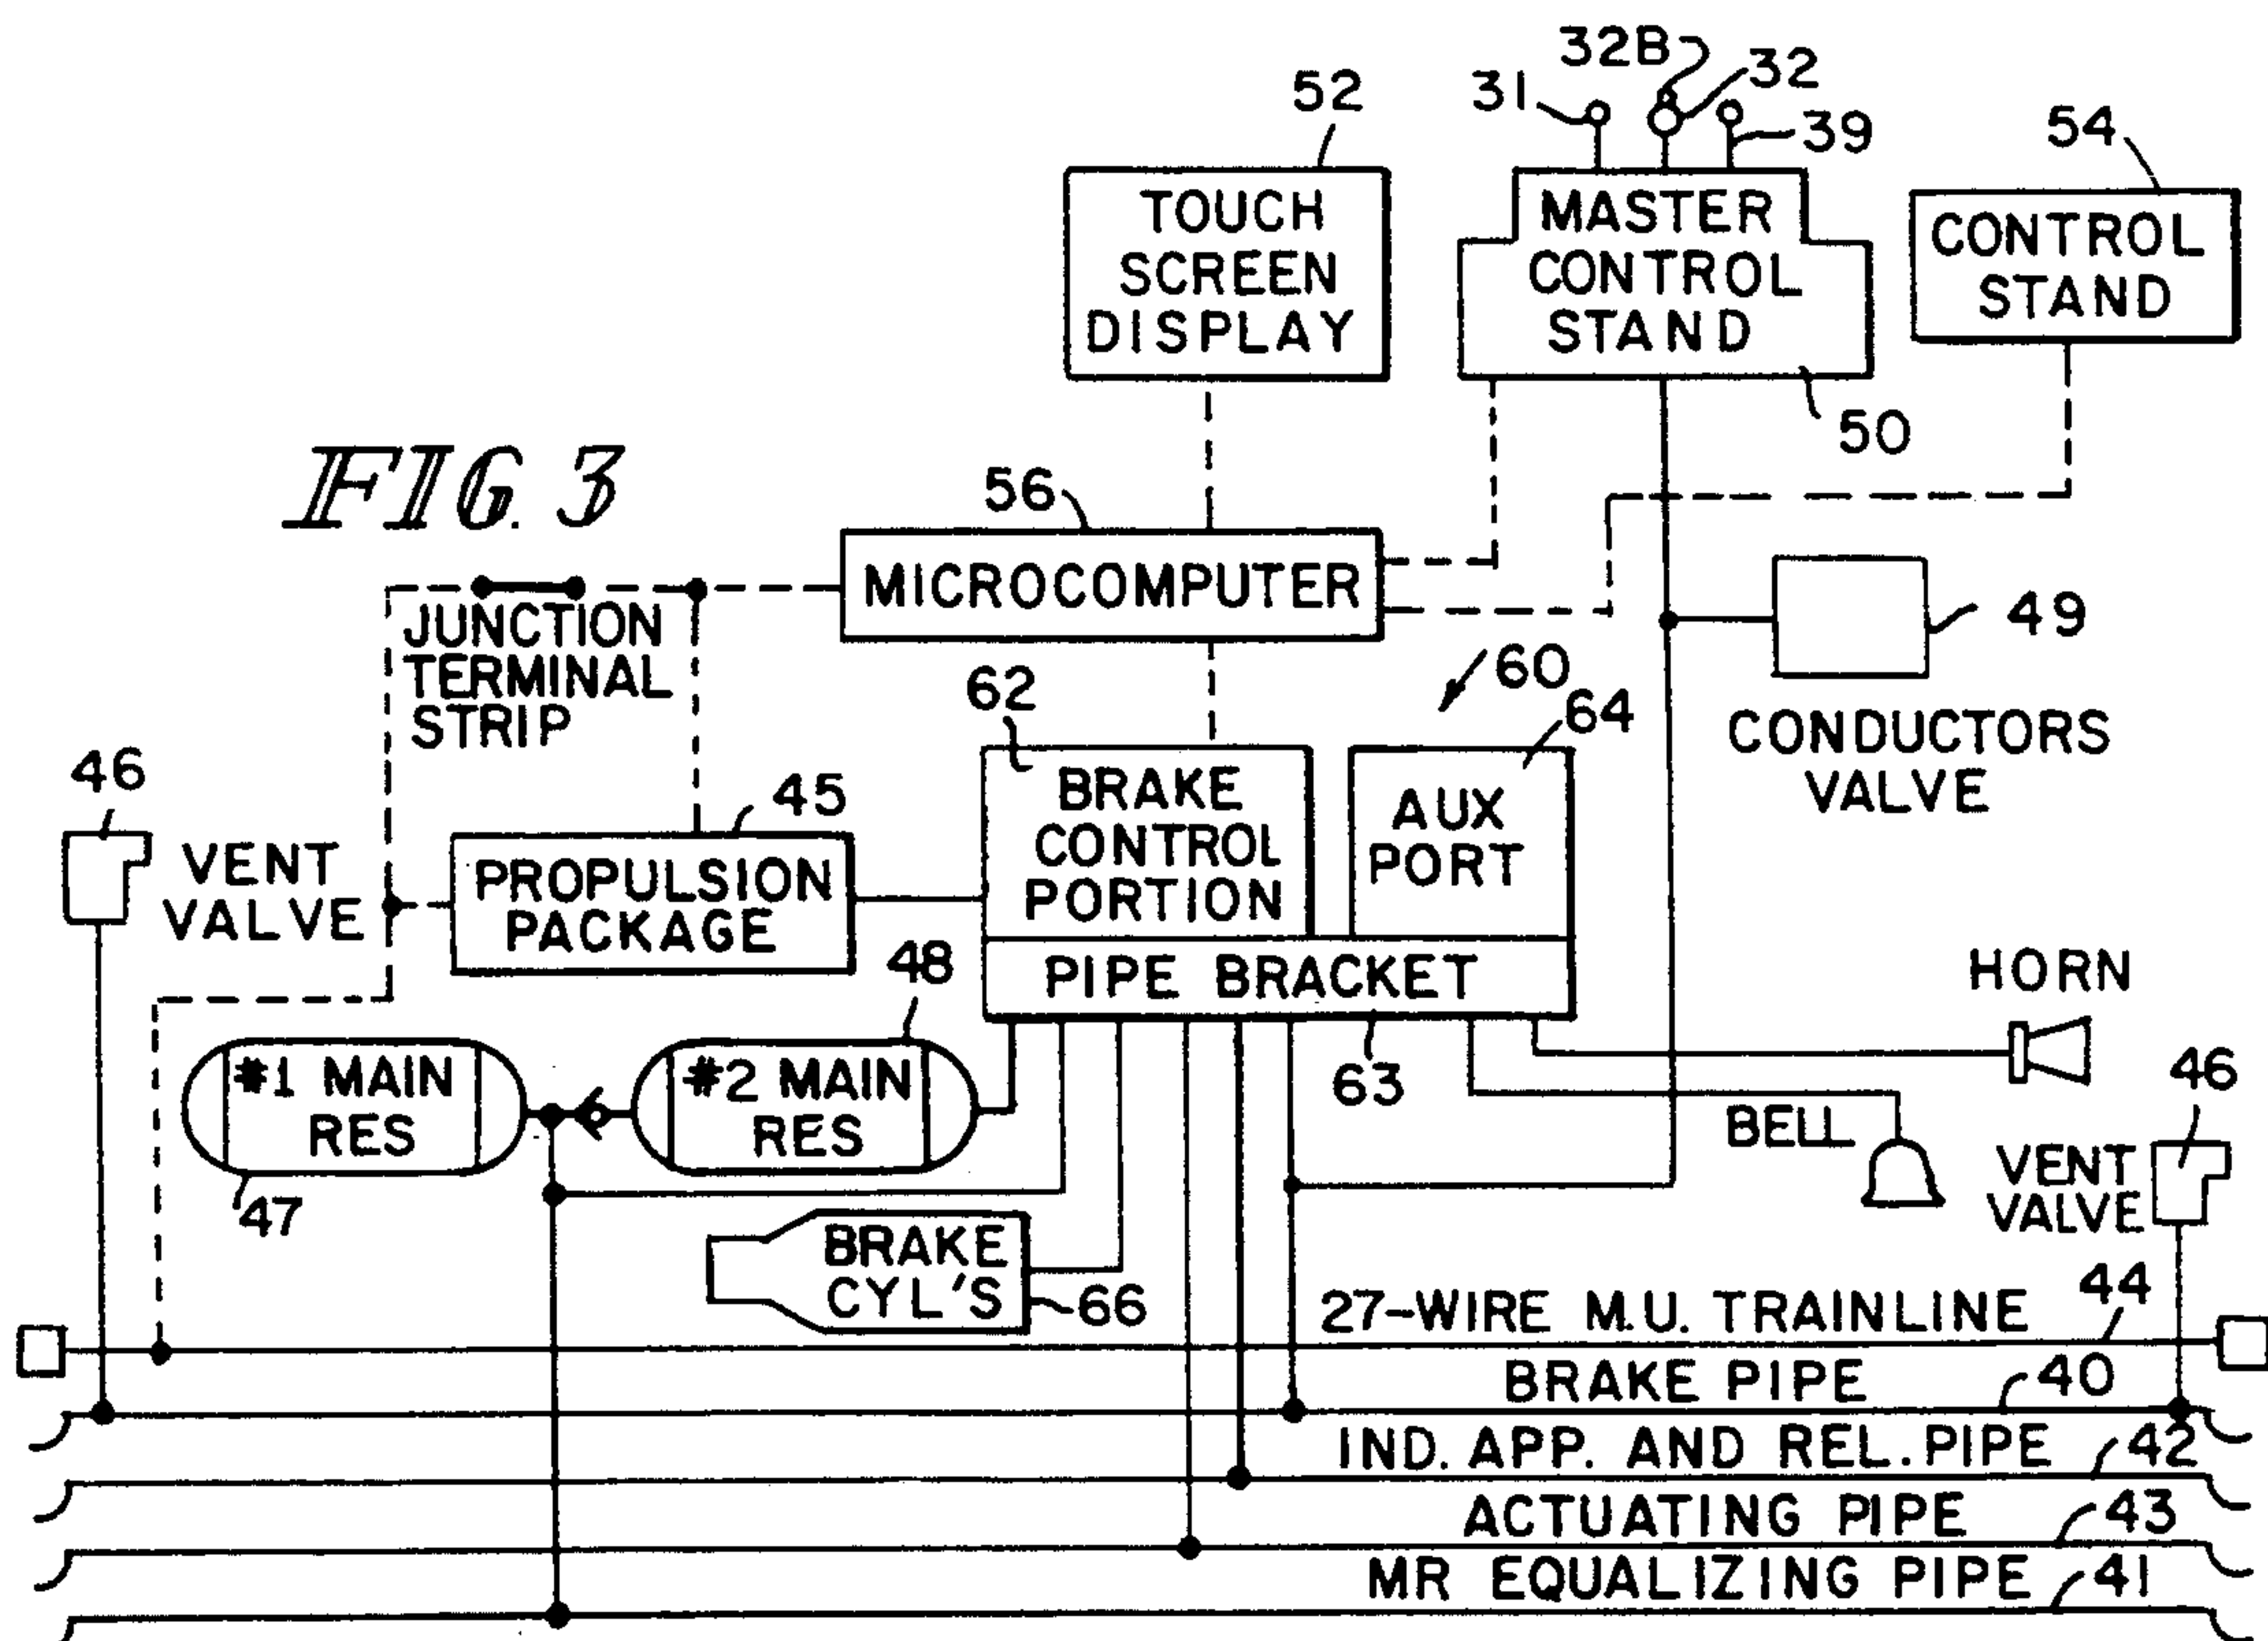 32B
31
32
52
39
54
TOUCH
SCREEN
DISPLAY
MASTER
CONTROL
STAND
CONTROL
STAND
50
FIG. 3
56
MICROCOMPUTER
JUNCTION
TERMINAL
STRIP
49
CONDUCTORS
VALVE
60
62
64
46
45
VENT
VALVE
PROPULSION
PACKAGE
BRAKE
CONTROL
PORTION
AUX
PORT
48
PIPE BRACKET
HORN
#1 MAIN
RES
#2 MAIN
RES
63
46
BELL
47
VENT
VALVE
BRAKE
CYL'S
66
44
27-WIRE M.U. TRAINLINE
BRAKE PIPE
40
IND. APP. AND REL. PIPE
42
ACTUATING PIPE
43
MR EQUALIZING PIPE
41